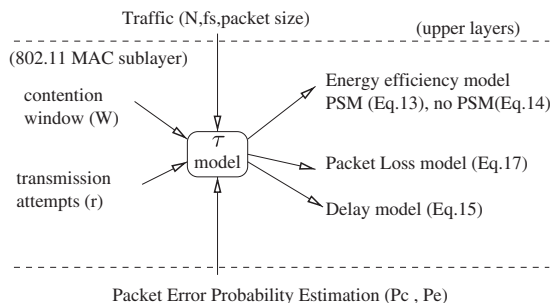 Traffic (N,fs,packet size)
(upper layers)
(802.11 MAC sublayer)
contention
window (W)
transmission
attempts (r)
τ
model
Energy efficiency model
PSM (Eq.13), no PSM(Eq.14)
Packet Loss model (Eq.17)
Delay model (Eq.15)
Packet Error Probability Estimation (Pc , Pe)